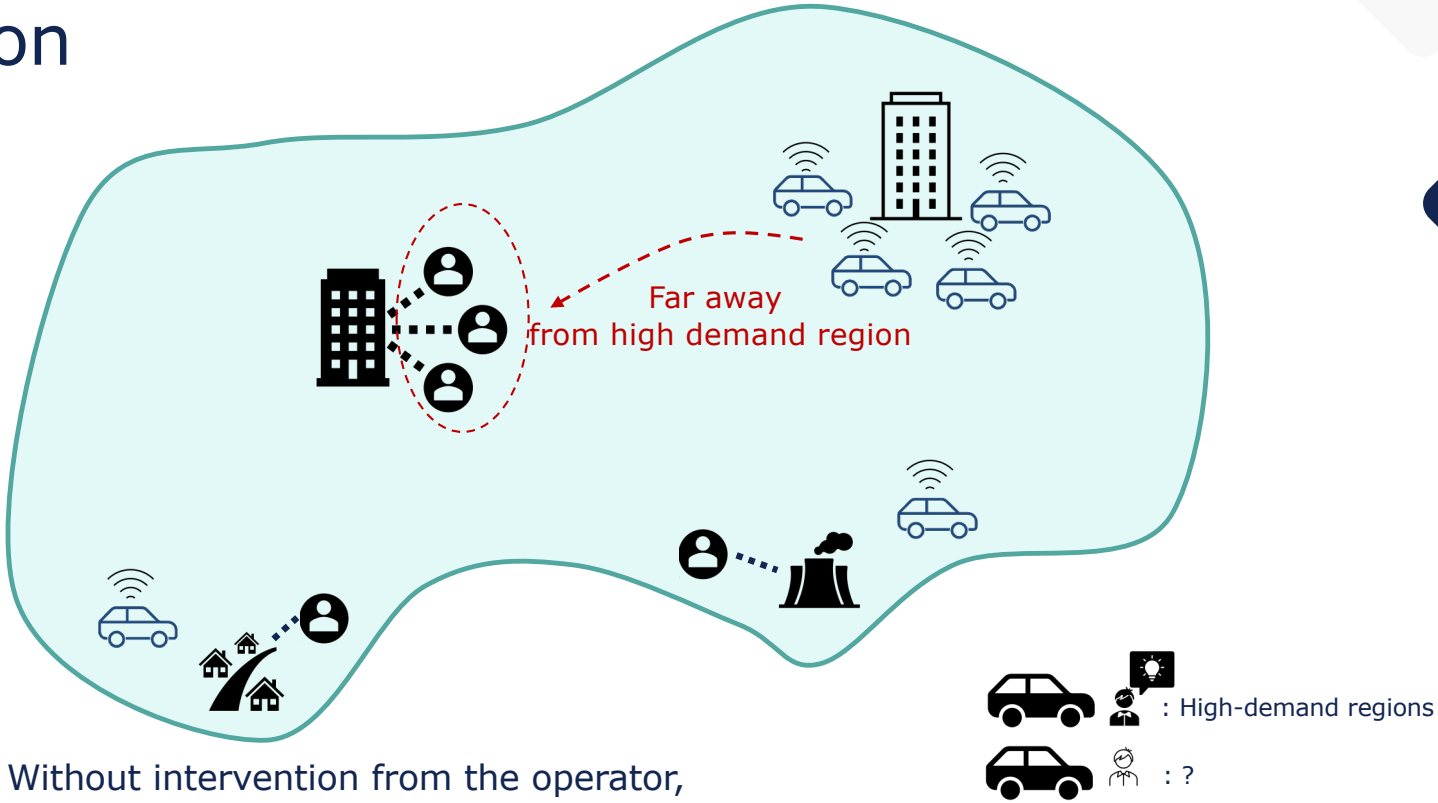 on
Far away
from high demand region
: High-demand regions
: ?
Without intervention from the operator,